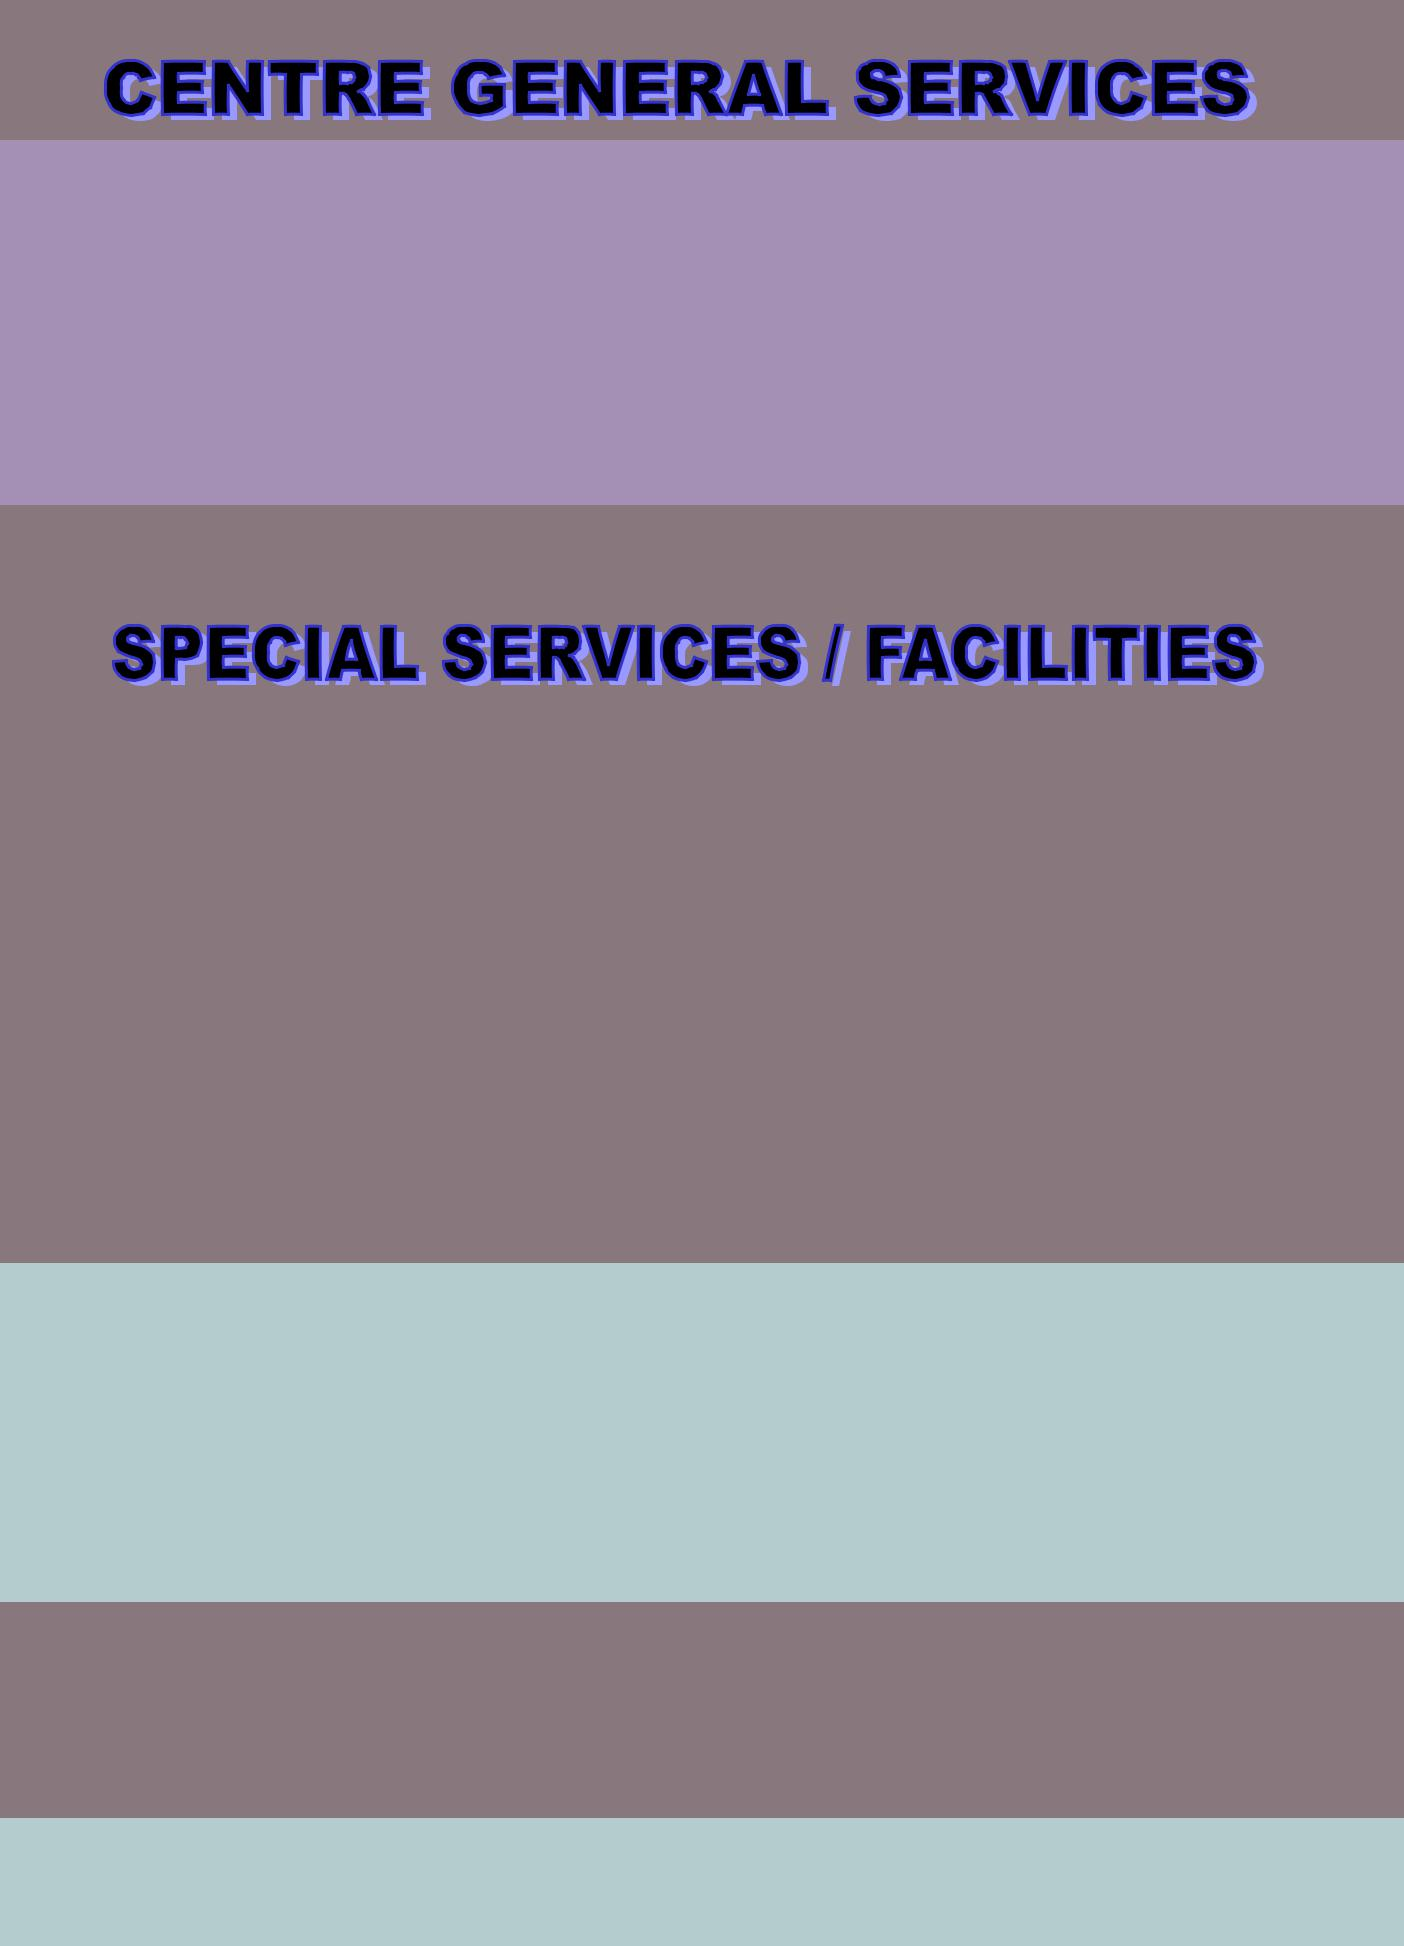 CENTRE GENERAL SERVICES
SPECIAL SERVICES / FACILITIES